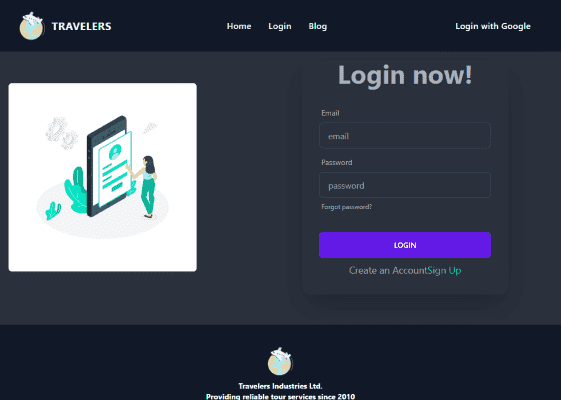 TRAVELERS
Home Login Blog
Login with Google
Login now!
Email
email
Password
password
Forgot password?
LOGIN
Create an AccountSign Up
Travelers Industries Ltd.
Providing reliable tour services since 2010